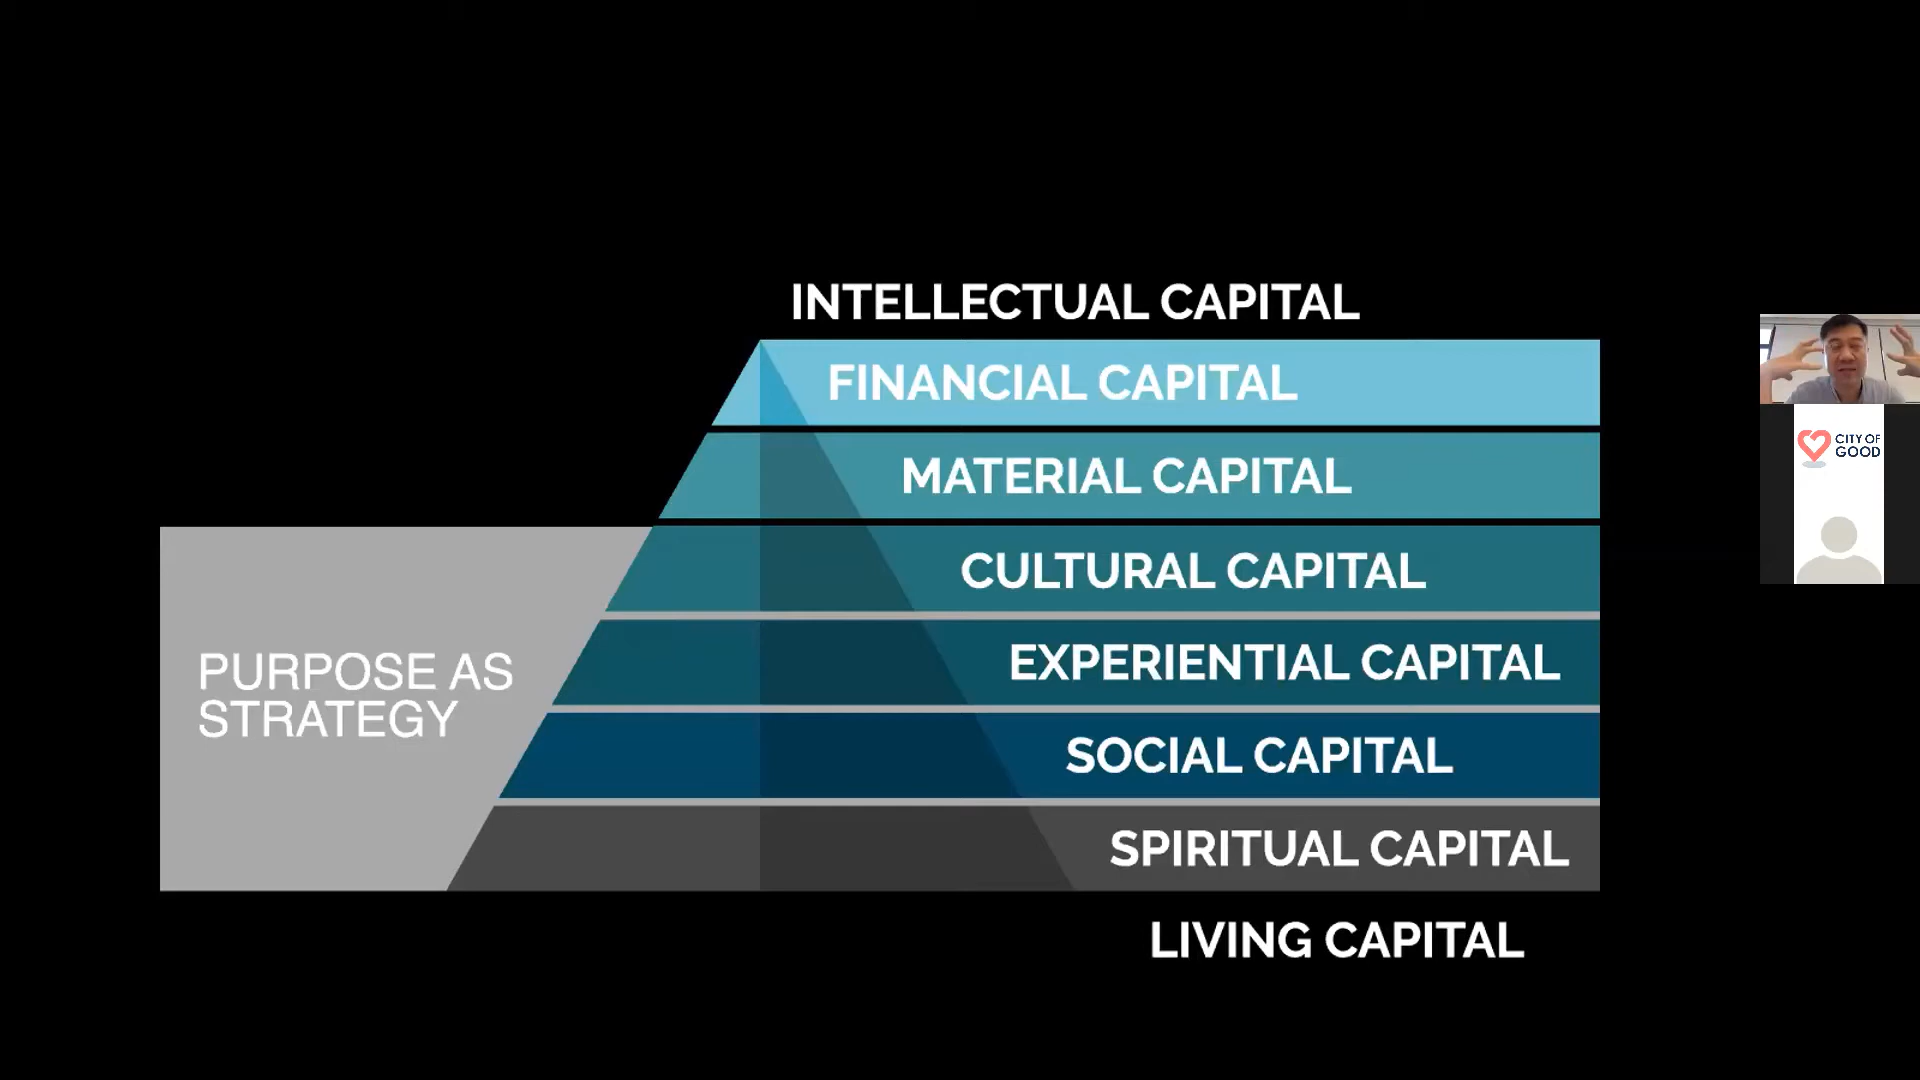 INTELLECTUAL CAPITAL
FINANCIAL CAPITAL
MATERIAL CAPITAL
CULTURAL CAPITAL
EXPERIENTIAL CAPITAL
SOCIAL CAPITAL
SPIRITUAL CAPITAL
LIVING CAPITAL
PURPOSE AS
STRATEGY
CITY OF
GOOD